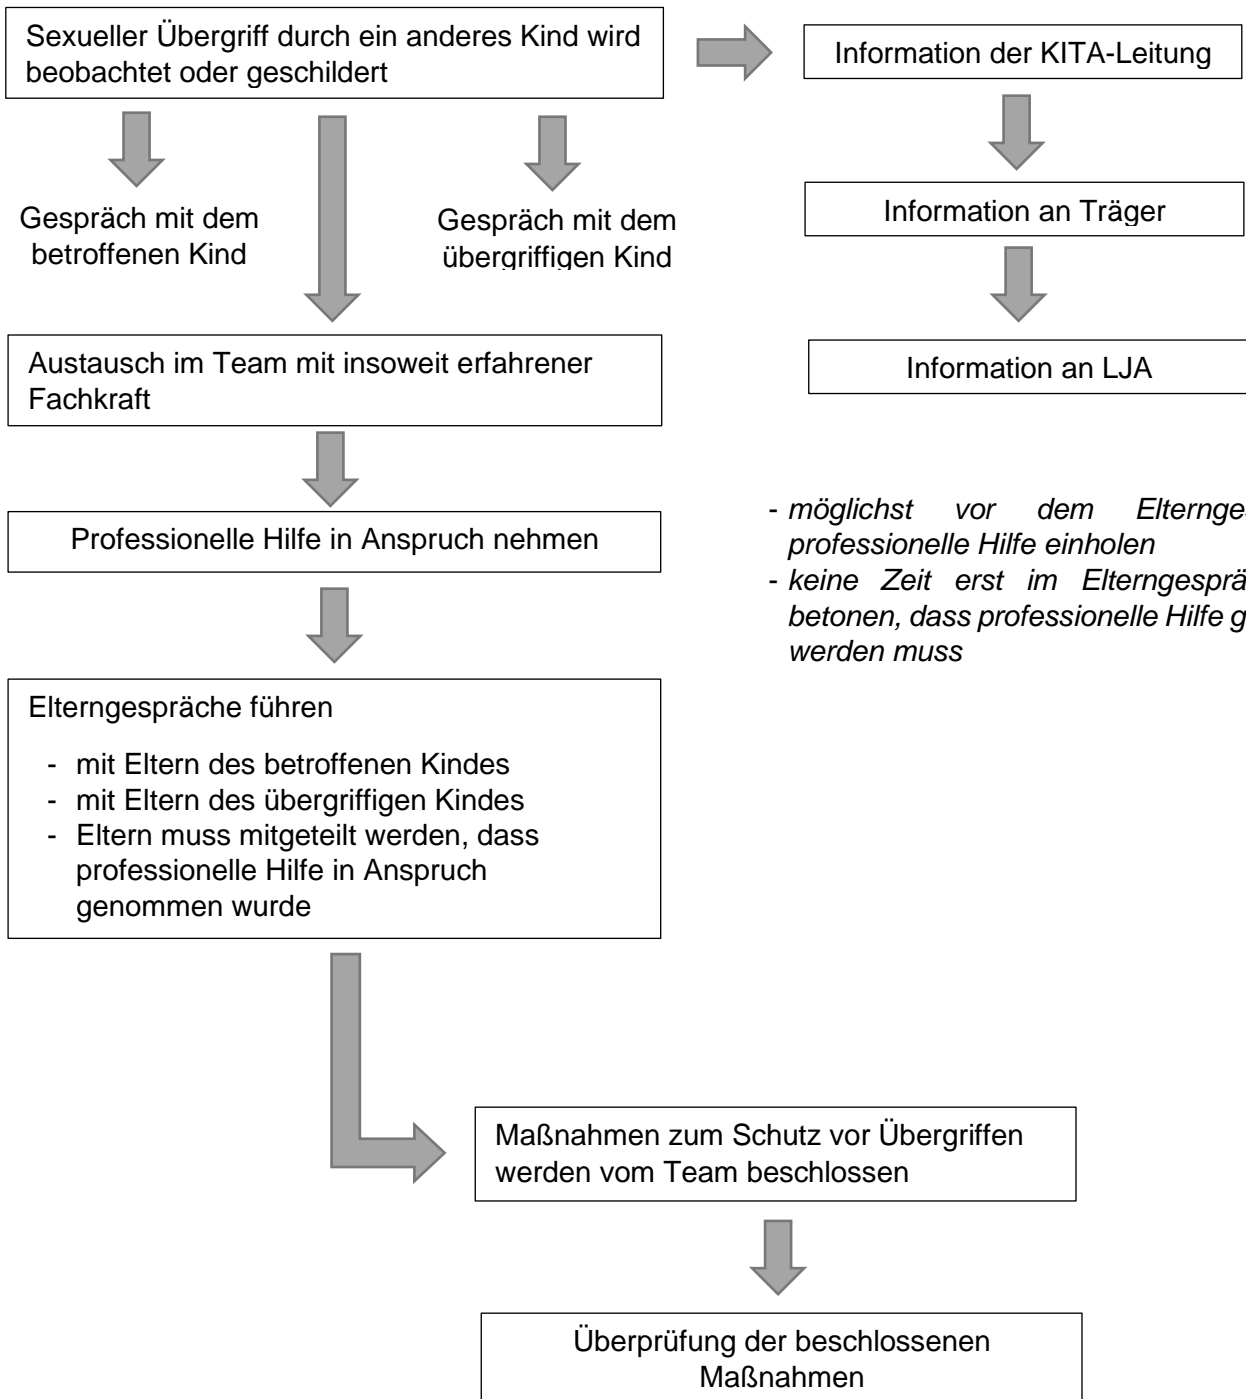 Sexueller Übergriff durch ein anderes Kind wird
beobachtet oder geschildert
Information der KITA-Leitung
Information an Träger
Information an LJA
Gespräch mit dem
betroffenen Kind
Gespräch mit dem
übergriffigen Kind
Austausch im Team mit insoweit erfahrener
Fachkraft
Professionelle Hilfe in Anspruch nehmen
- möglichst vor dem
professionelle Hilfe einholen
- keine Zeit erst im
betonen, dass professionelle Hilfe
werden muss
Elterngespräche führen
- mit Eltern des betroffenen Kindes
- mit Eltern des übergriffigen Kindes
- Eltern muss mitgeteilt werden, dass
professionelle Hilfe in Anspruch
genommen wurde
Maßnahmen zum Schutz vor Übergriffen
werden vom Team beschlossen
Überprüfung der beschlossenen
Maßnahmen